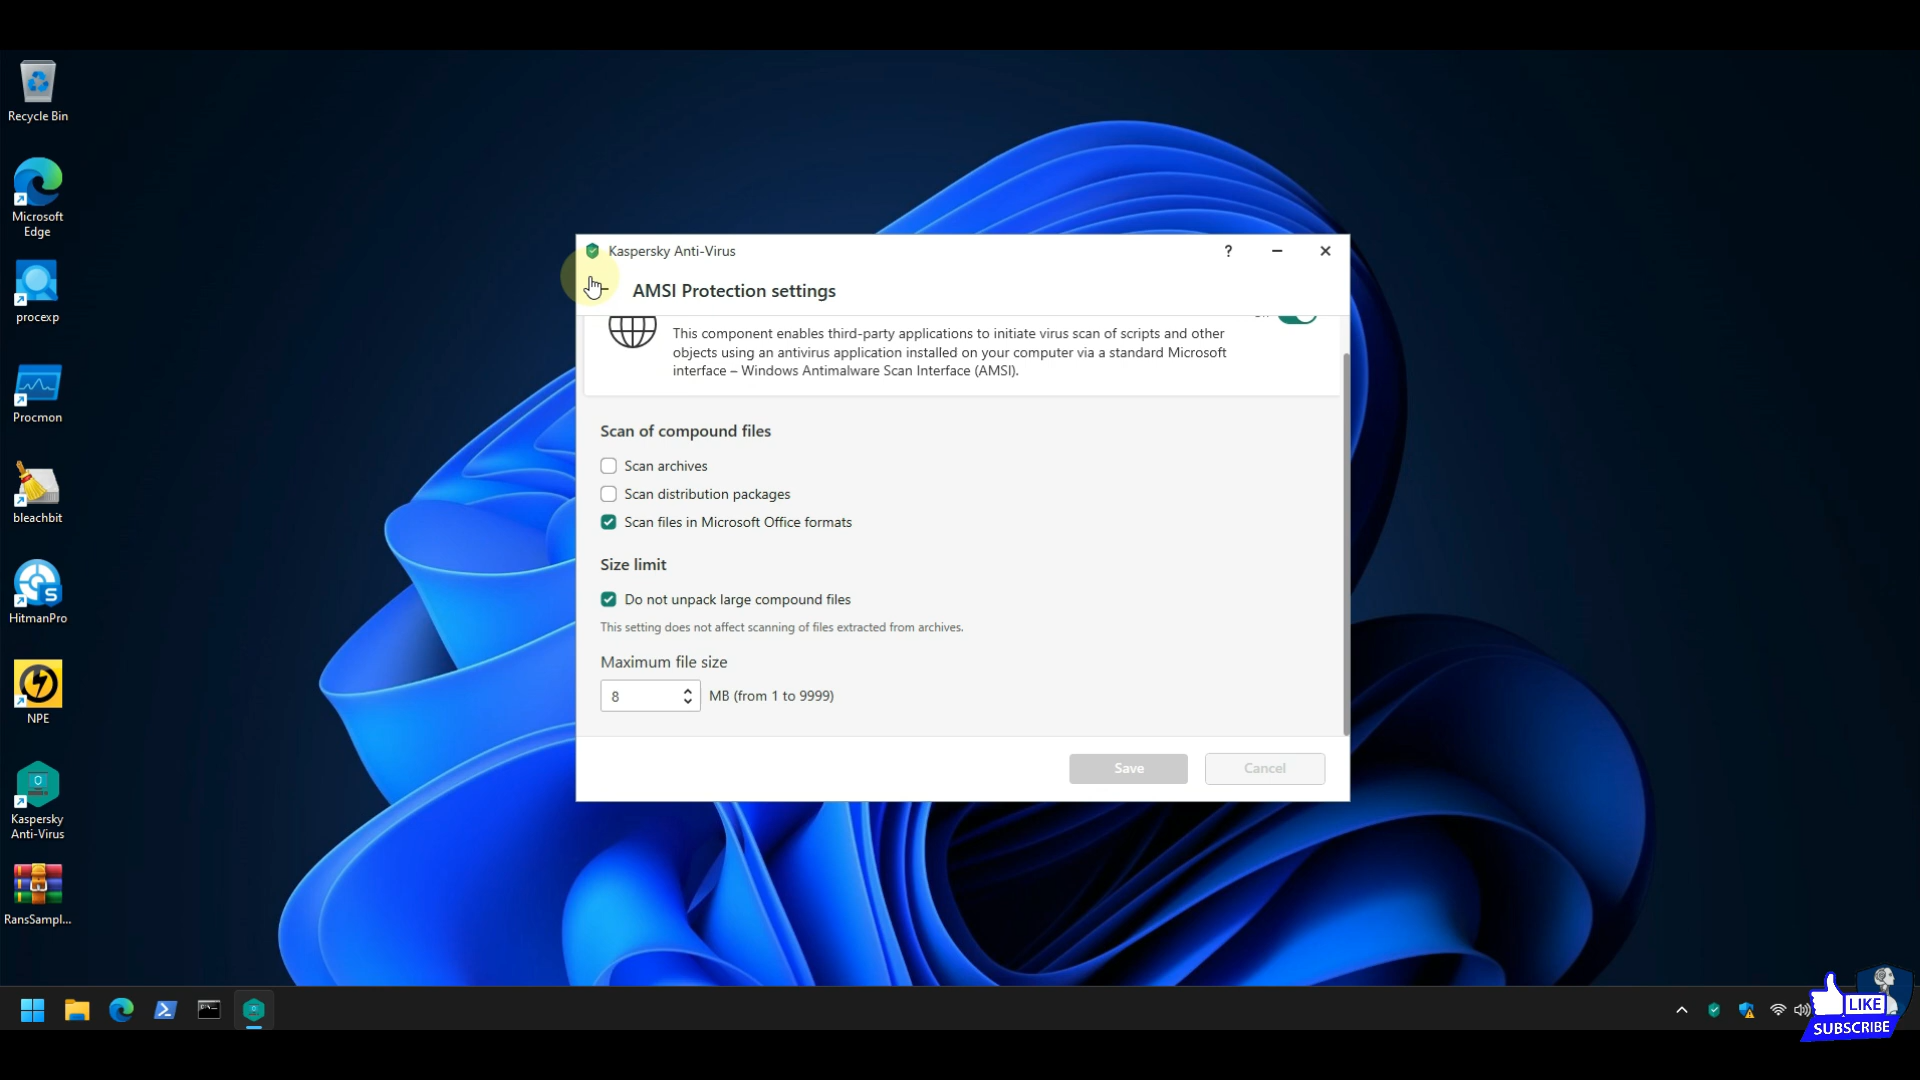 Recycle Bin
Microsoft
Edge
procexp
Procmon
bleachbit
HitmanPro
NPE
Kaspersky
Anti-Virus
RansSampl...
Kaspersky Anti-Virus
?
AMSI Protection settings
This component enables third-party applications to initiate virus scan of scripts and other
objects using an antivirus application installed on your computer via a standard Microsoft
interface – Windows Antimalware Scan Interface (AMSI).
Scan of compound files
Scan archives
Scan distribution packages
Scan files in Microsoft Office formats
Size limit
Do not unpack large compound files
This setting does not affect scanning of files extracted from archives.
Maximum file size
8 MB (from 1 to 9999)
Save Cancel
LIKE
SUBSCRIBE